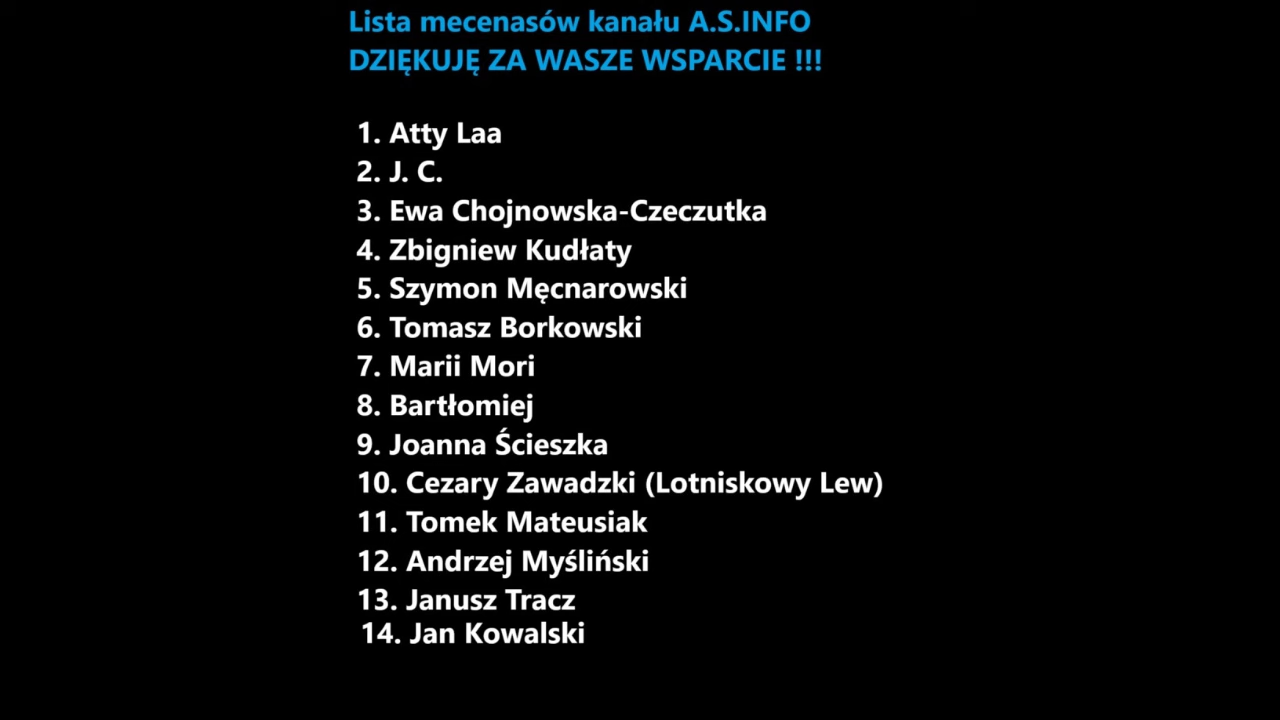 Lista mecenasów kanału A.S.INFO
DZIĘKUJĘ ZA WASZE WSPARCIE !!!
1. Atty Laa
2. J. C.
3. Ewa Chojnowska-Czeczutka
4. Zbigniew Kudłaty
5. Szymon Męcnarowski
6. Tomasz Borkowski
7. Marii Mori
8. Bartłomiej
9. Joanna Ścieszka
10. Cezary Zawadzki (Lotniskowy Lew)
11. Tomek Mateusiak
12. Andrzej Myśliński
13. Janusz Tracz
14. Jan Kowalski